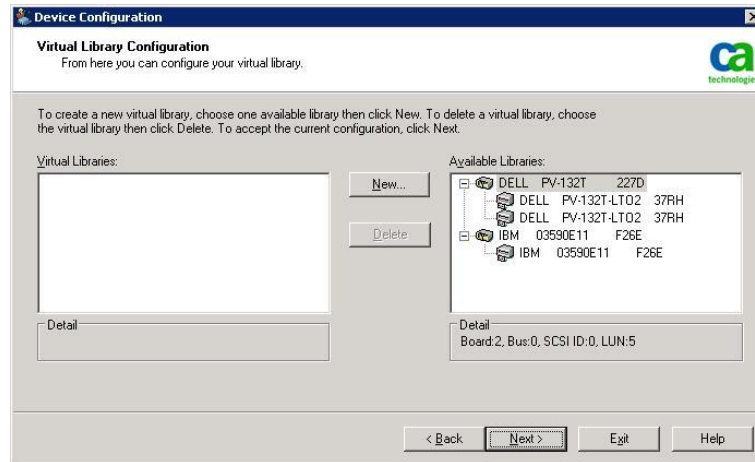 Device Configuration
Virtual Library Configuration
From here you can configure your virtual library.
ca
technologies
To create a new virtual library, choose one available library then click New. To delete a virtual library, choose
the virtual library then click Delete. To accept the current configuration, click Next.
Virtual Libraries:
New...
Delete
Detail
Available Libraries:
DELL PV-132T 227D
DELL PV-132T-LTO2 37RH
DELL PV-132T-LTO2 37RH
IBM 03590E11 F26E
IBM 03590E11 F26E
Detail
Board:2, Bus:0, SCSI ID:0, LUN:5
< Back
Next >
Exit
Help